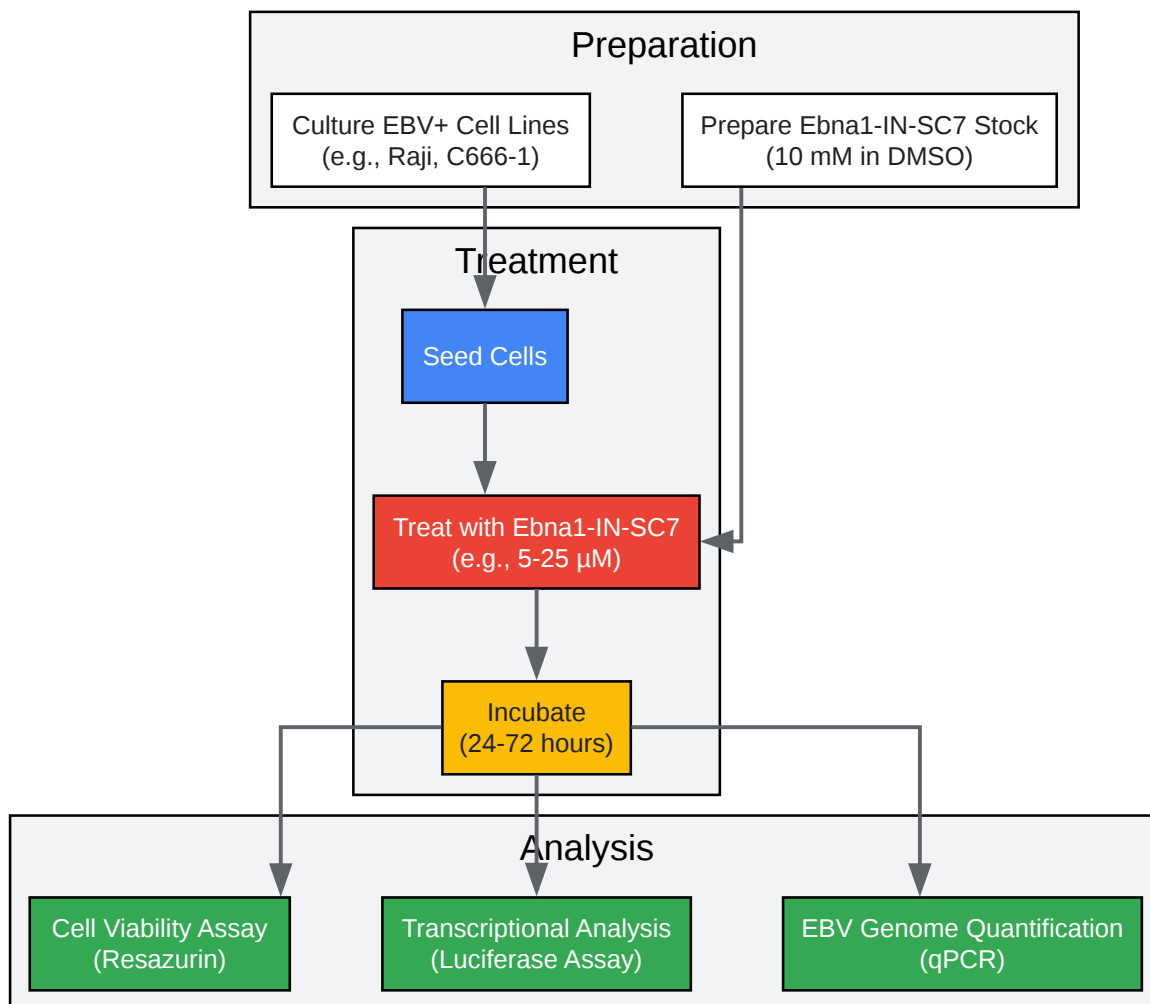 Preparation
Culture EBV+ Cell Lines
(e.g., Raji, C666-1)
Prepare Ebna1-IN-SC7 Stock
(10 mM in DMSO)
Treatment
Seed Cells
Treat with Ebna1-IN-SC7
(e.g., 5-25 µM)
Incubate
(24-72 hours)
Analysis
Cell Viability Assay
(Resazurin)
Transcriptional Analysis
(Luciferase Assay)
EBV Genome Quantification
(qPCR)